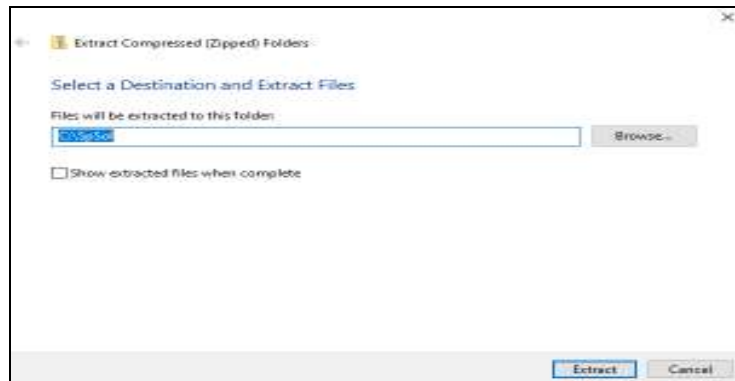 Extract Compressed (Zipped) Folders
Select a Destination and Extract Files
Files will be extracted to this folder:
C:\SpSol
Browse...
Show extracted files when complete
Extract
Cancel